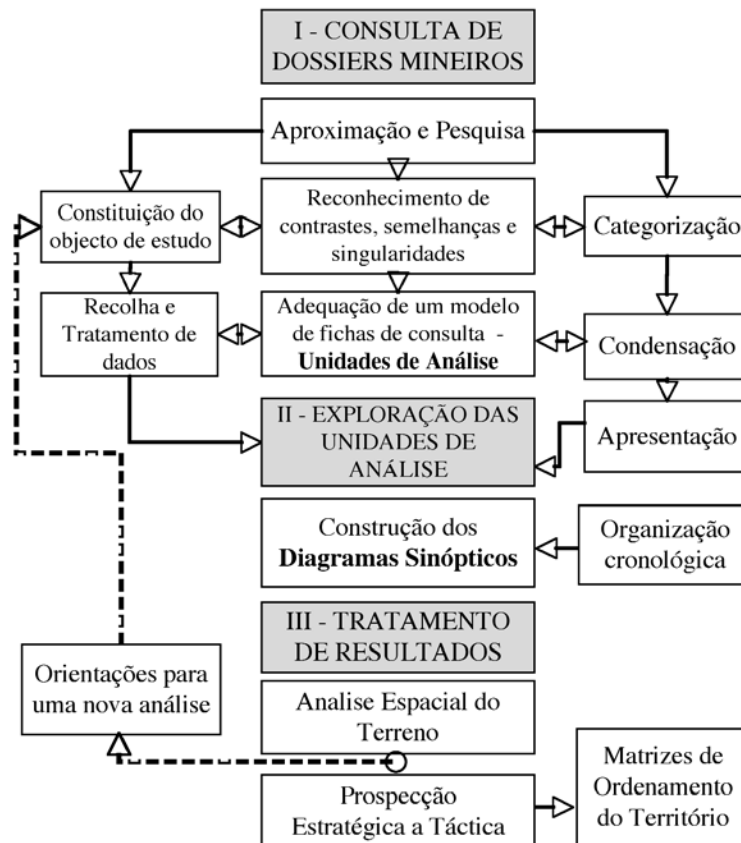 I - CONSULTA DE
DOSSIERS MINEIROS
Aproximação e Pesquisa
Constituição do
objecto de estudo
Reconhecimento de
contrastes, semelhanças e
singularidades
Categorização
Recolha e
Tratamento de
dados
Adequação de um modelo
de fichas de consulta -
Unidades de Análise
Condensação
II - EXPLORAÇÃO DAS
UNIDADES DE
ANÁLISE
Apresentação
Construção dos
Diagramas Sinópticos
Organização
cronológica
III - TRATAMENTO
DE RESULTADOS
Orientações para
uma nova análise
Analise Espacial do
Terreno
Prospecção
Estratégica a Táctica
Matrizes de
Ordenamento
do Território